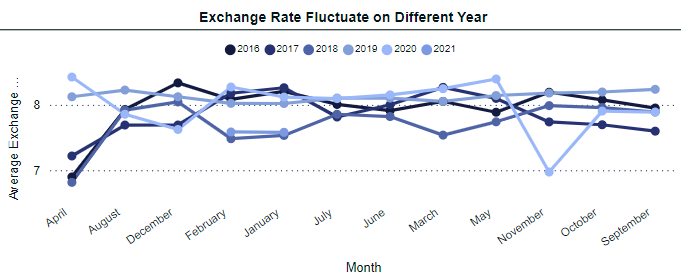 Exchange Rate Fluctuate on Different Year
2016 2017 2018 2019 2020 2021
Average Exchange ...
8
7
April August December February January July June March May November October September
Month